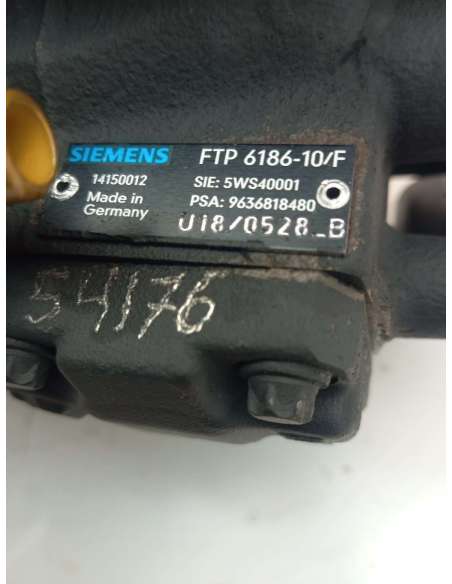 SIEMENS FTP 6186-10/F
14150012 SIE: 5WS40001
Made in PSA: 9636818480
Germany U18/0528_B
54176